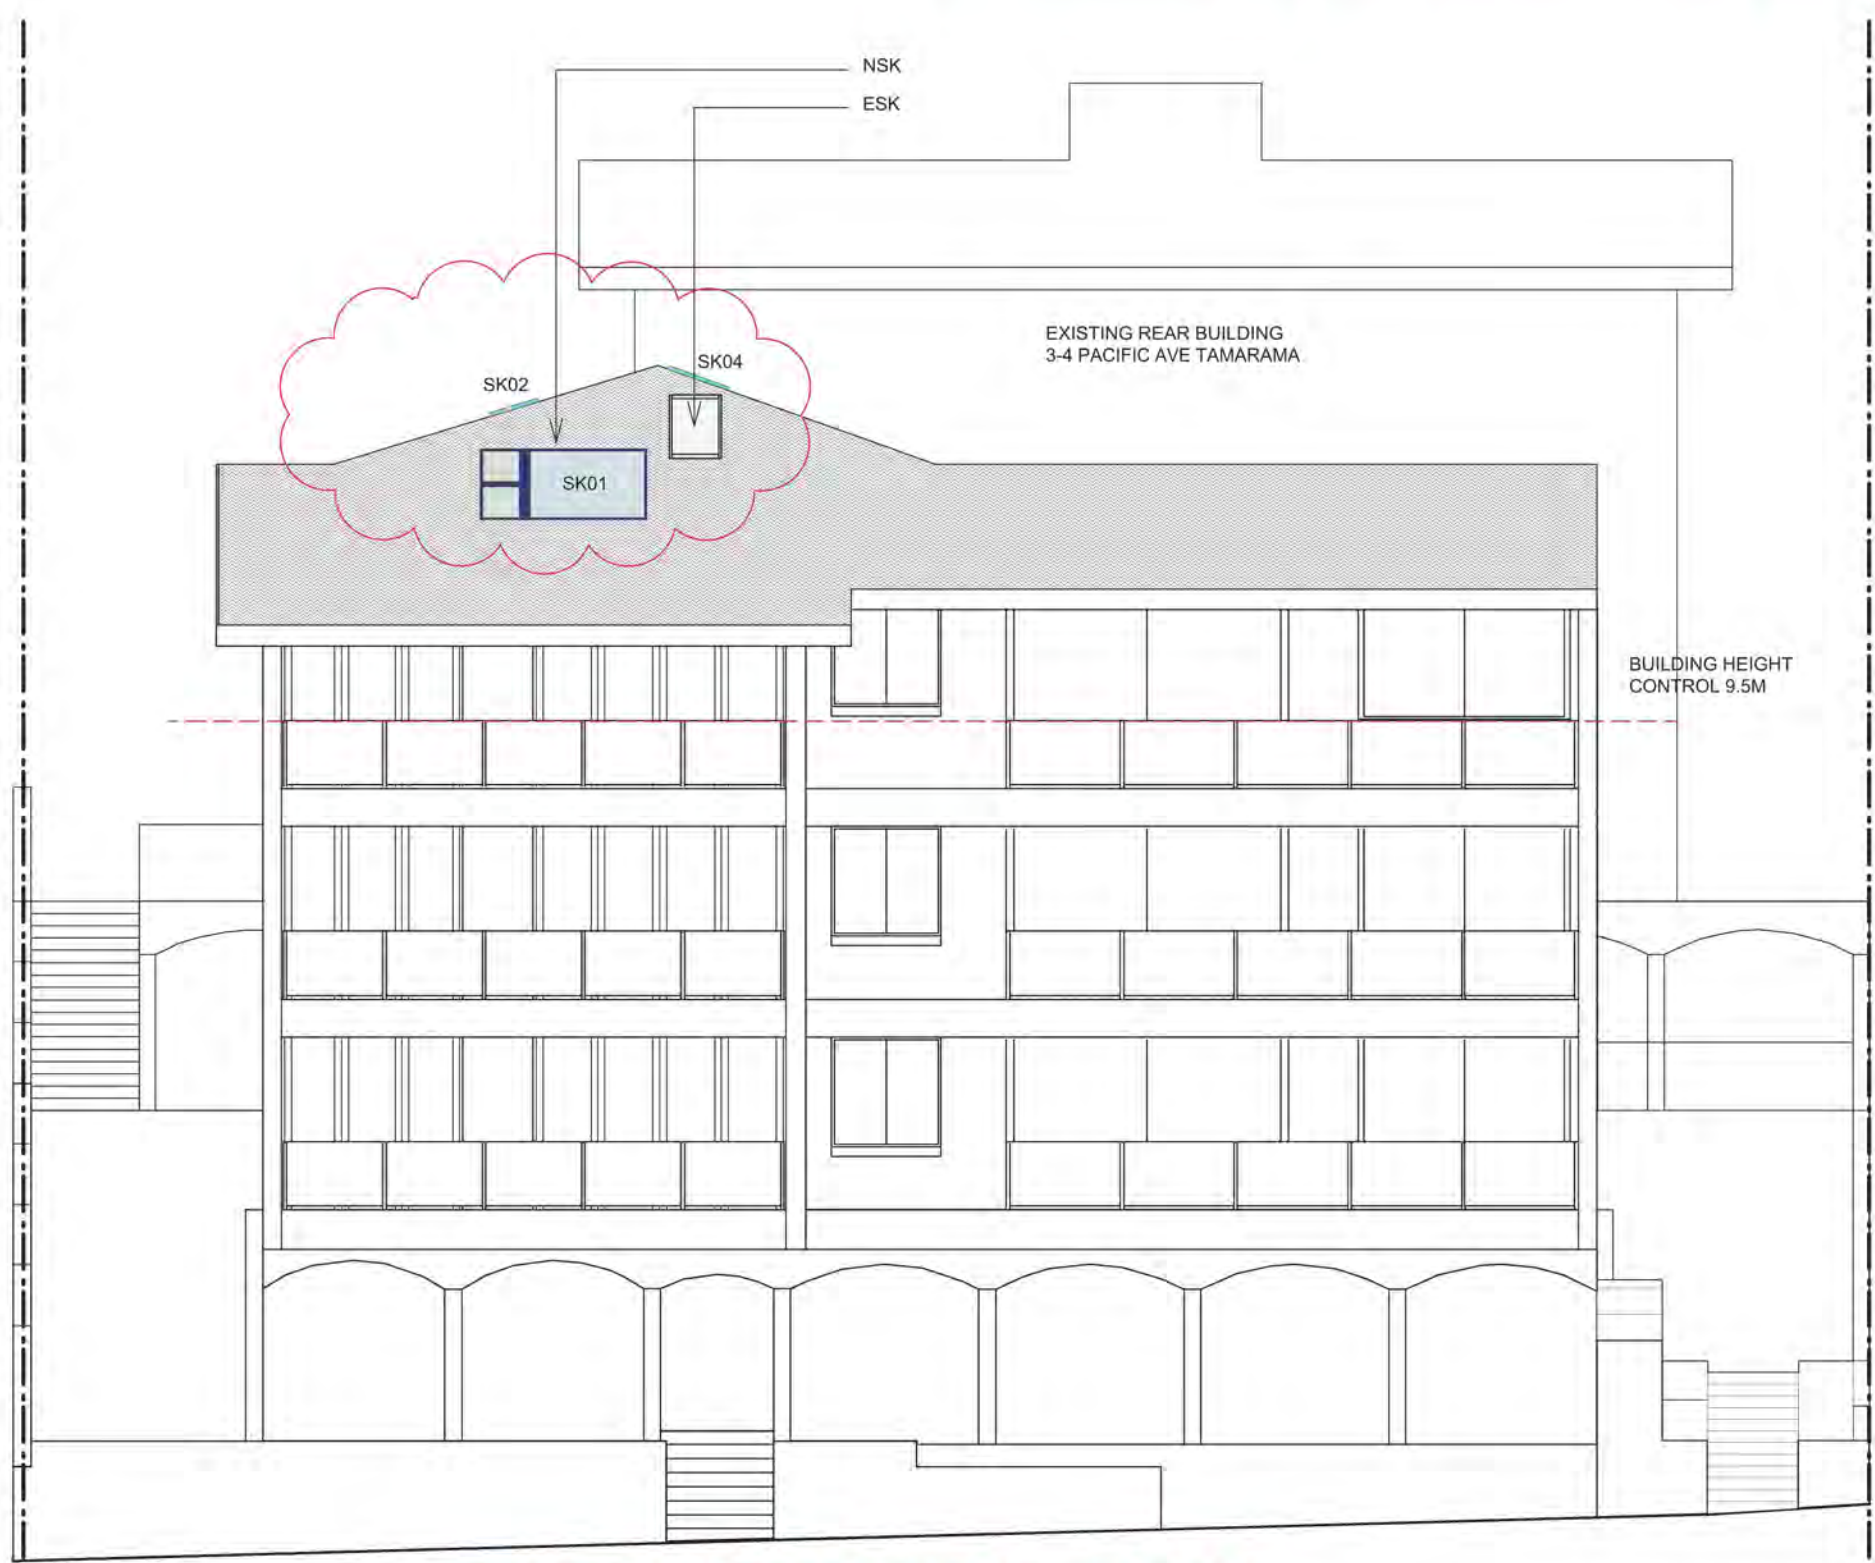 NSK
ESK
EXISTING REAR BUILDING
3-4 PACIFIC AVE TAMARAMA
SK04
SK02
SK01
BUILDING HEIGHT
CONTROL 9.5M